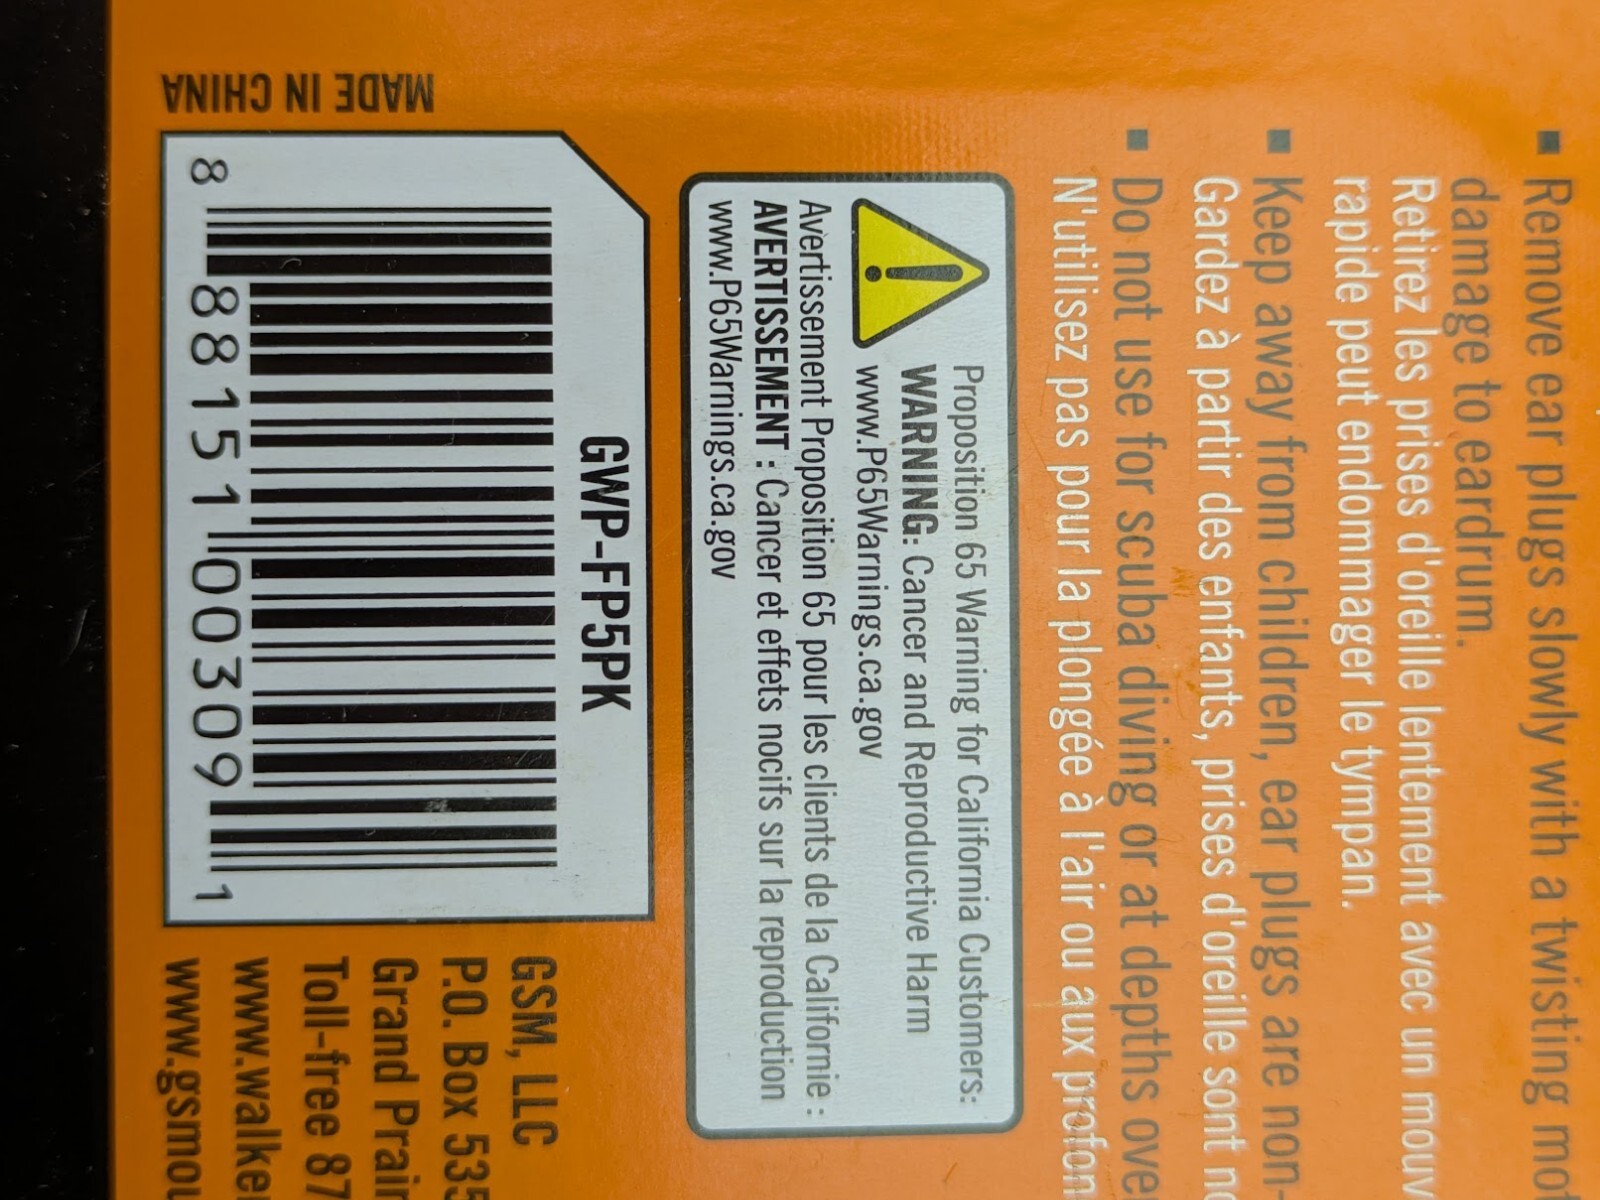 Remove ear plugs slowly with a twisting
damage to eardrum.
Retirez les prises d'oreille lentement avec un
rapide peut endommager le tympan.
Keep away from children, ear plugs are non-
Gardez à partir des enfants, prises d'oreille sont
Do not use for scuba diving or at depths
N'utilisez pas pour la plongée à l'air ou aux
Proposition 65 Warning for California Customers:
WARNING: Cancer and Reproductive Harm
www.P65Warnings.ca.gov
Avertissement Proposition 65 pour les clients de la Californie :
AVERTISSEMENT : Cancer et effets nocifs sur la reproduction
www.P65Warnings.ca.gov
GWP-FP5PK
8 88151 00309 1
MADE IN CHINA
GSM, LLC
P.O. Box 535
Grand
Toll-free 87